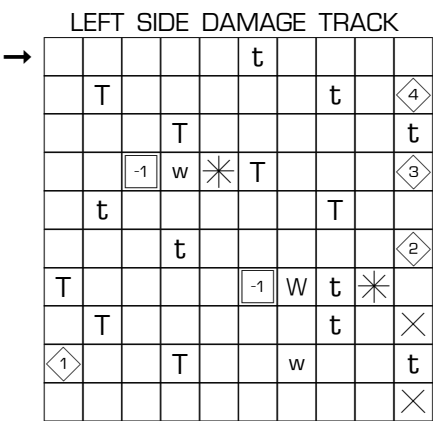 LEFT SIDE DAMAGE TRACK
t
T t 4
T t
-1 w T 3
t T
t 2
T -1 W t
T t
1 T w t